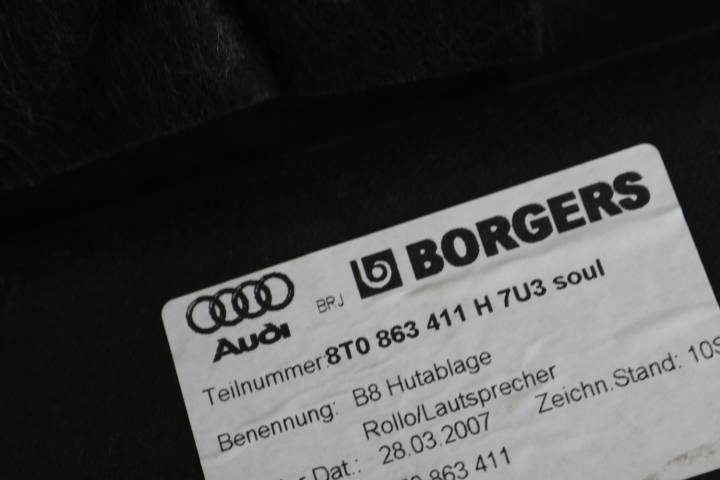 Audi BRJ b BORGERS
Teilnummer: 8T0 863 411 H 7U3 soul
Benennung: B8 Hutablage
Rollo/Lautsprecher
Dat.: 28.03.2007 Zeichn.Stand: 10S
863 411